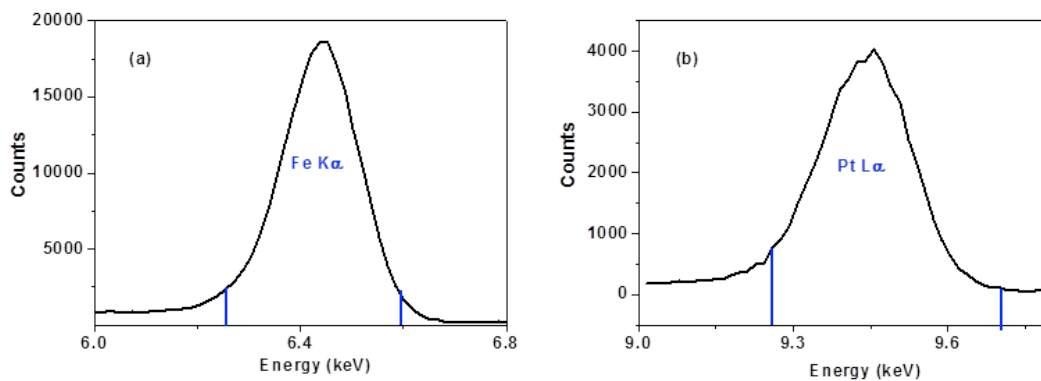 20000
(a)
15000
Counts
Fe Kα
10000
5000
6.0
6.4
6.8
Energy (keV)
4000
(b)
3000
Counts
Pt Lα
2000
1000
0
9.0
9.3
9.6
Energy (keV)